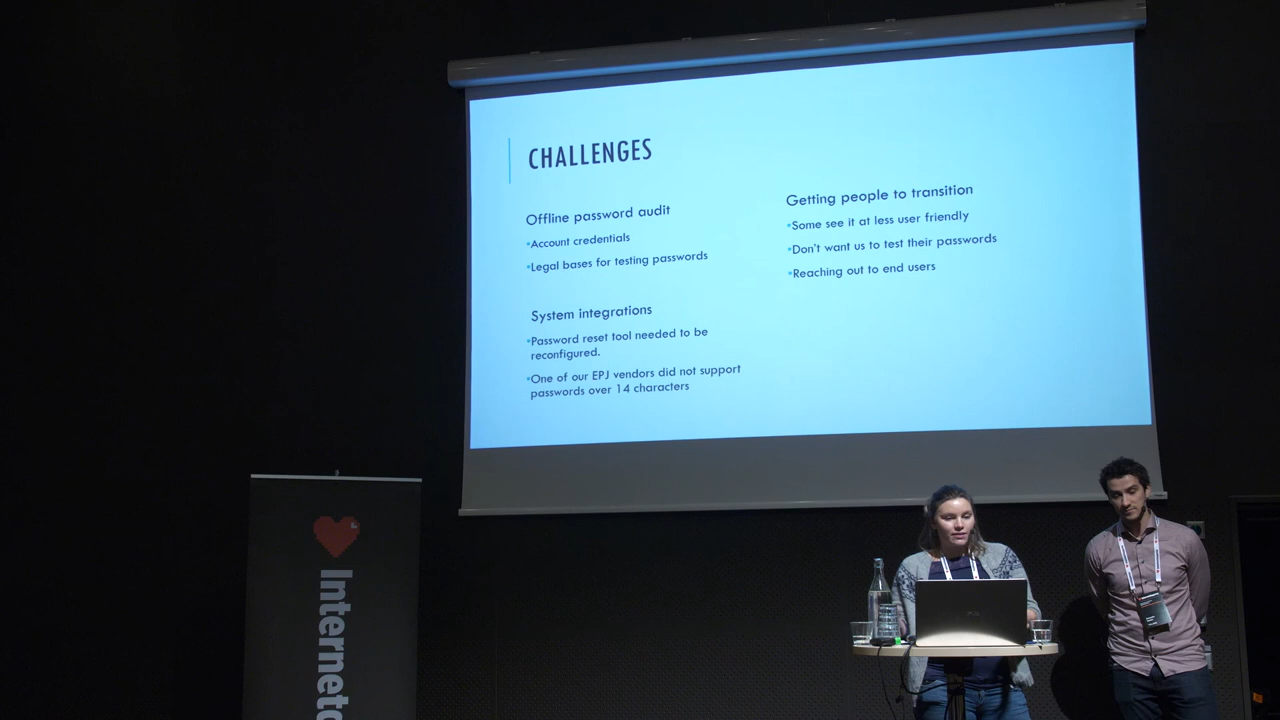 CHALLENGES
Offline password audit
•Account credentials
•Legal bases for testing passwords
System integrations
•Password reset tool needed to be
reconfigured.
•One of our EPJ vendors did not support
passwords over 14 characters
Getting people to transition
•Some see it at less user friendly
•Don't want us to test their passwords
•Reaching out to end users